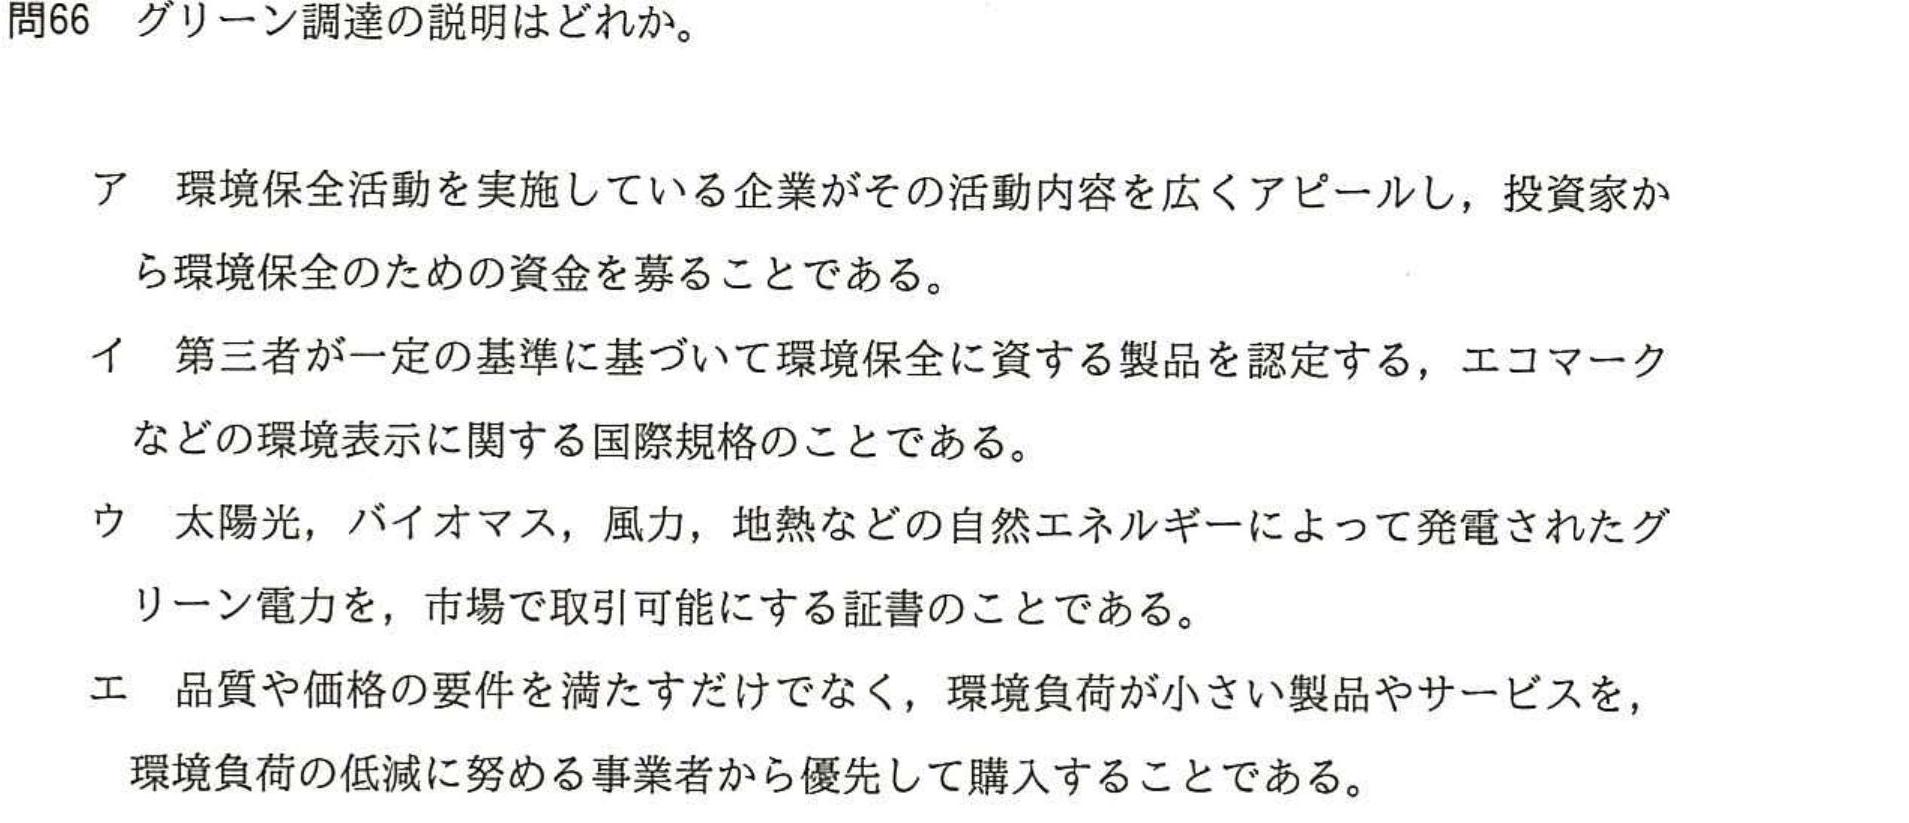 問66　グリーン調達の説明はどれか。
ア　環境保全活動を実施している企業がその活動内容を広くアピールし，投資家か
ら環境保全のための資金を募ることである。
イ　第三者が一定の基準に基づいて環境保全に資する製品を認定する，エコマーク
などの環境表示に関する国際規格のことである。
ウ　太陽光，バイオマス，風力，地熱などの自然エネルギーによって発電されたグ
リーン電力を，市場で取引可能にする証書のことである。
エ　品質や価格の要件を満たすだけでなく，環境負荷が小さい製品やサービスを，
環境負荷の低減に努める事業者から優先して購入することである。